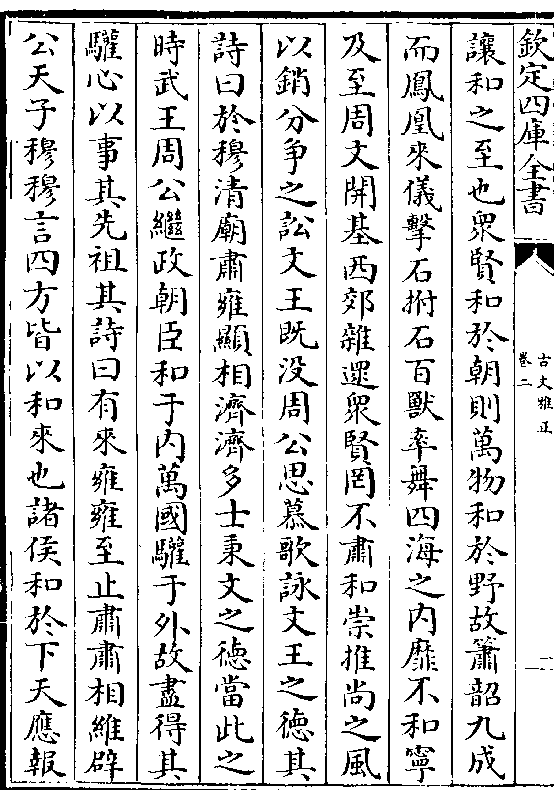 欽定四庫全書
古文雅正
卷二
讓和之至也衆賢和於朝則萬物和於野故簫韶九成
而鳳凰來儀擊石拊石百獸率舞四海之内靡不和寧
及至周文開基西郊雜遝衆賢罔不肅和崇推尚之風
以銷分争之訟文王既没周公思慕歌詠文王之德其
詩曰於穆清廟肅雍顯相濟濟多士秉文之德當此之
時武王周公繼政朝臣和于内萬國驩于外故盡得其
驩心以事其先祖其詩曰有來雍雍至止肅肅相維辟
公天子穆穆言四方皆以和來也諸侯和於下天應報